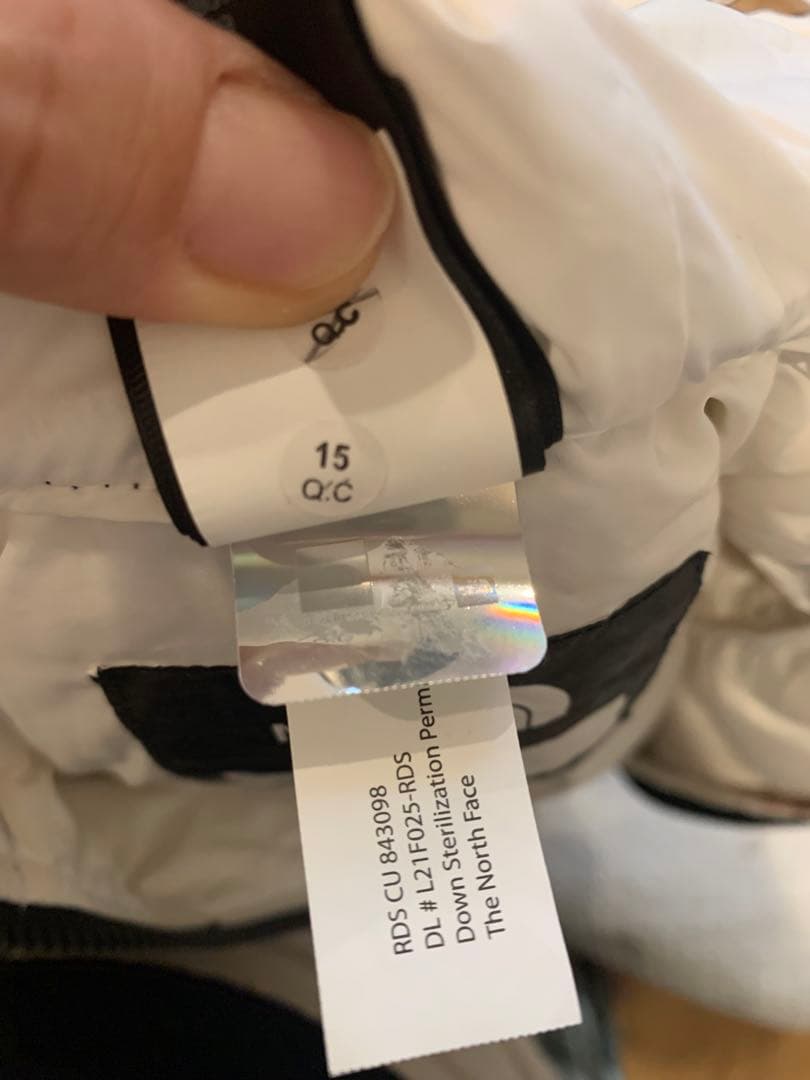 Q.C
15
Q.C
RDS CU 843098
DL # L21F025-RDS
Down Sterilization Perm.
The North Face